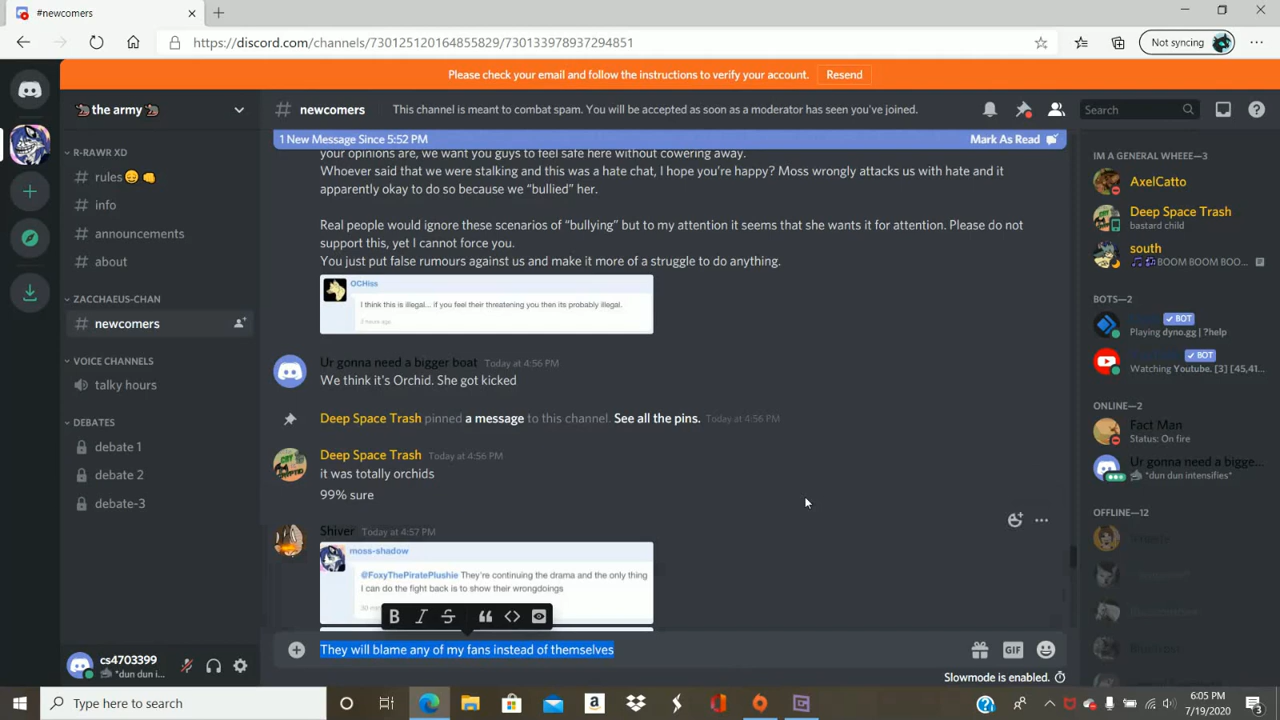 #newcomers
https://discord.com/channels/730125120164855829/730133978937294851
Not syncing
Please check your email and follow the instructions to verify your account.
Resend
the army
# newcomers
This channel is meant to combat spam. You will be accepted as soon as a moderator has seen you've joined.
Search
R-RAWR XD
# rules
# info
# announcements
# about
ZACCHAEUS-CHAN
# newcomers
VOICE CHANNELS
talky hours
DEBATES
debate 1
debate 2
debate-3
cs4703399
*dun dun i...
1 New Message Since 5:52 PM
Mark As Read
your opinions are, we want you guys to feel safe here without cowering away.
Whoever said that we were stalking and this was a hate chat, I hope you're happy? Moss wrongly attacks us with hate and it
apparently okay to do so because we “bullied” her.
Real people would ignore these scenarios of “bullying” but to my attention it seems that she wants it for attention. Please do not
support this, yet I cannot force you.
You just put false rumours against us and make it more of a struggle to do anything.
OCHiss
I think this is illegal... if you feel their threatening you then its probably illegal.
2 hours ago
Ur gonna need a bigger boat Today at 4:56 PM
We think it's Orchid. She got kicked
Deep Space Trash pinned a message to this channel. See all the pins. Today at 4:56 PM
Deep Space Trash Today at 4:56 PM
it was totally orchids
99% sure
Shiver Today at 4:57 PM
moss-shadow
@FoxyThePiratePlushie They're continuing the drama and the only thing
I can do the fight back is to show their wrongdoings
B I S
They will blame any of my fans instead of themselves
GIF
Slowmode is enabled.
IM A GENERAL WHEEE—3
AxelCatto
Deep Space Trash
bastard child
south
BOOM BOOM BOO...
BOTS—2
BOT
Playing dyno.gg | ?help
BOT
Watching Youtube. [3] [45,41...
ONLINE—2
Fact Man
Status: On fire
Ur gonna need a bigge...
*dun dun intensifies*
OFFLINE—12
Type here to search
6:05 PM
7/19/2020